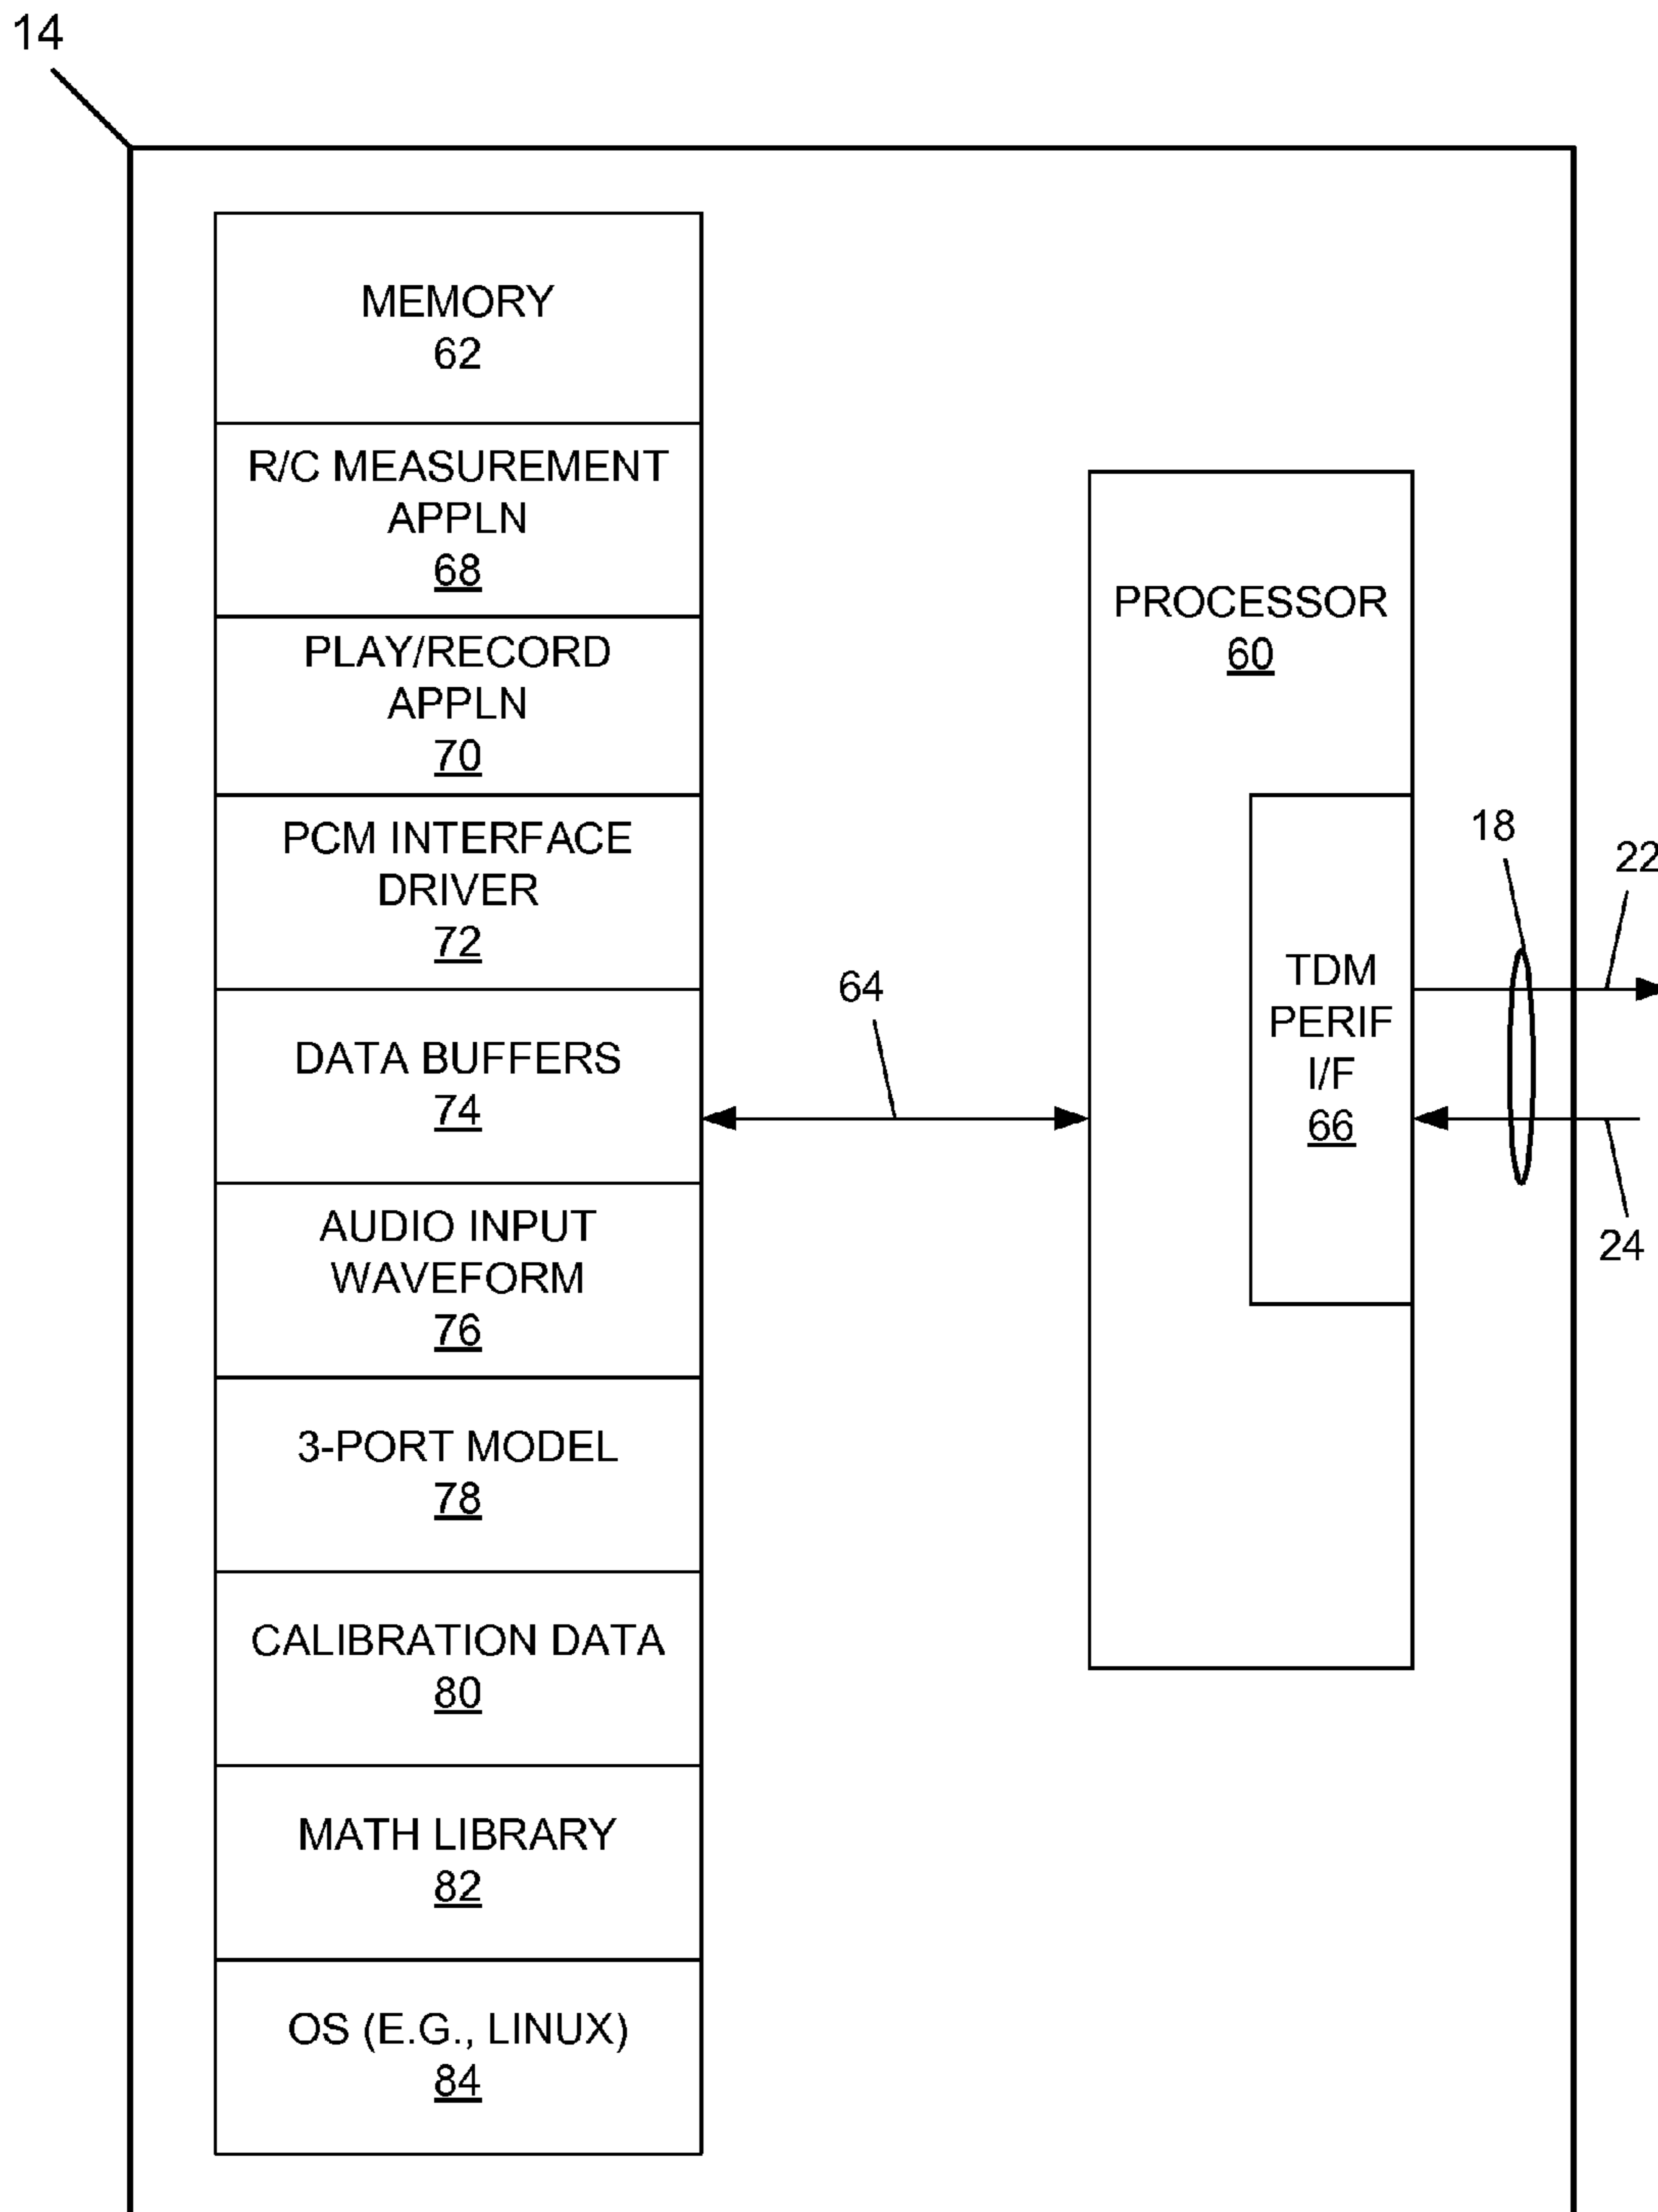 14
MEMORY
62
R/C MEASUREMENT
APPLN
68
PLAY/RECORD
APPLN
70
PCM INTERFACE
DRIVER
72
DATA BUFFERS
74
AUDIO INPUT
WAVEFORM
76
3-PORT MODEL
78
CALIBRATION DATA
80
MATH LIBRARY
82
OS (E.G., LINUX)
84
64
PROCESSOR
60
TDM
PERIF
I/F
66
18
22
24